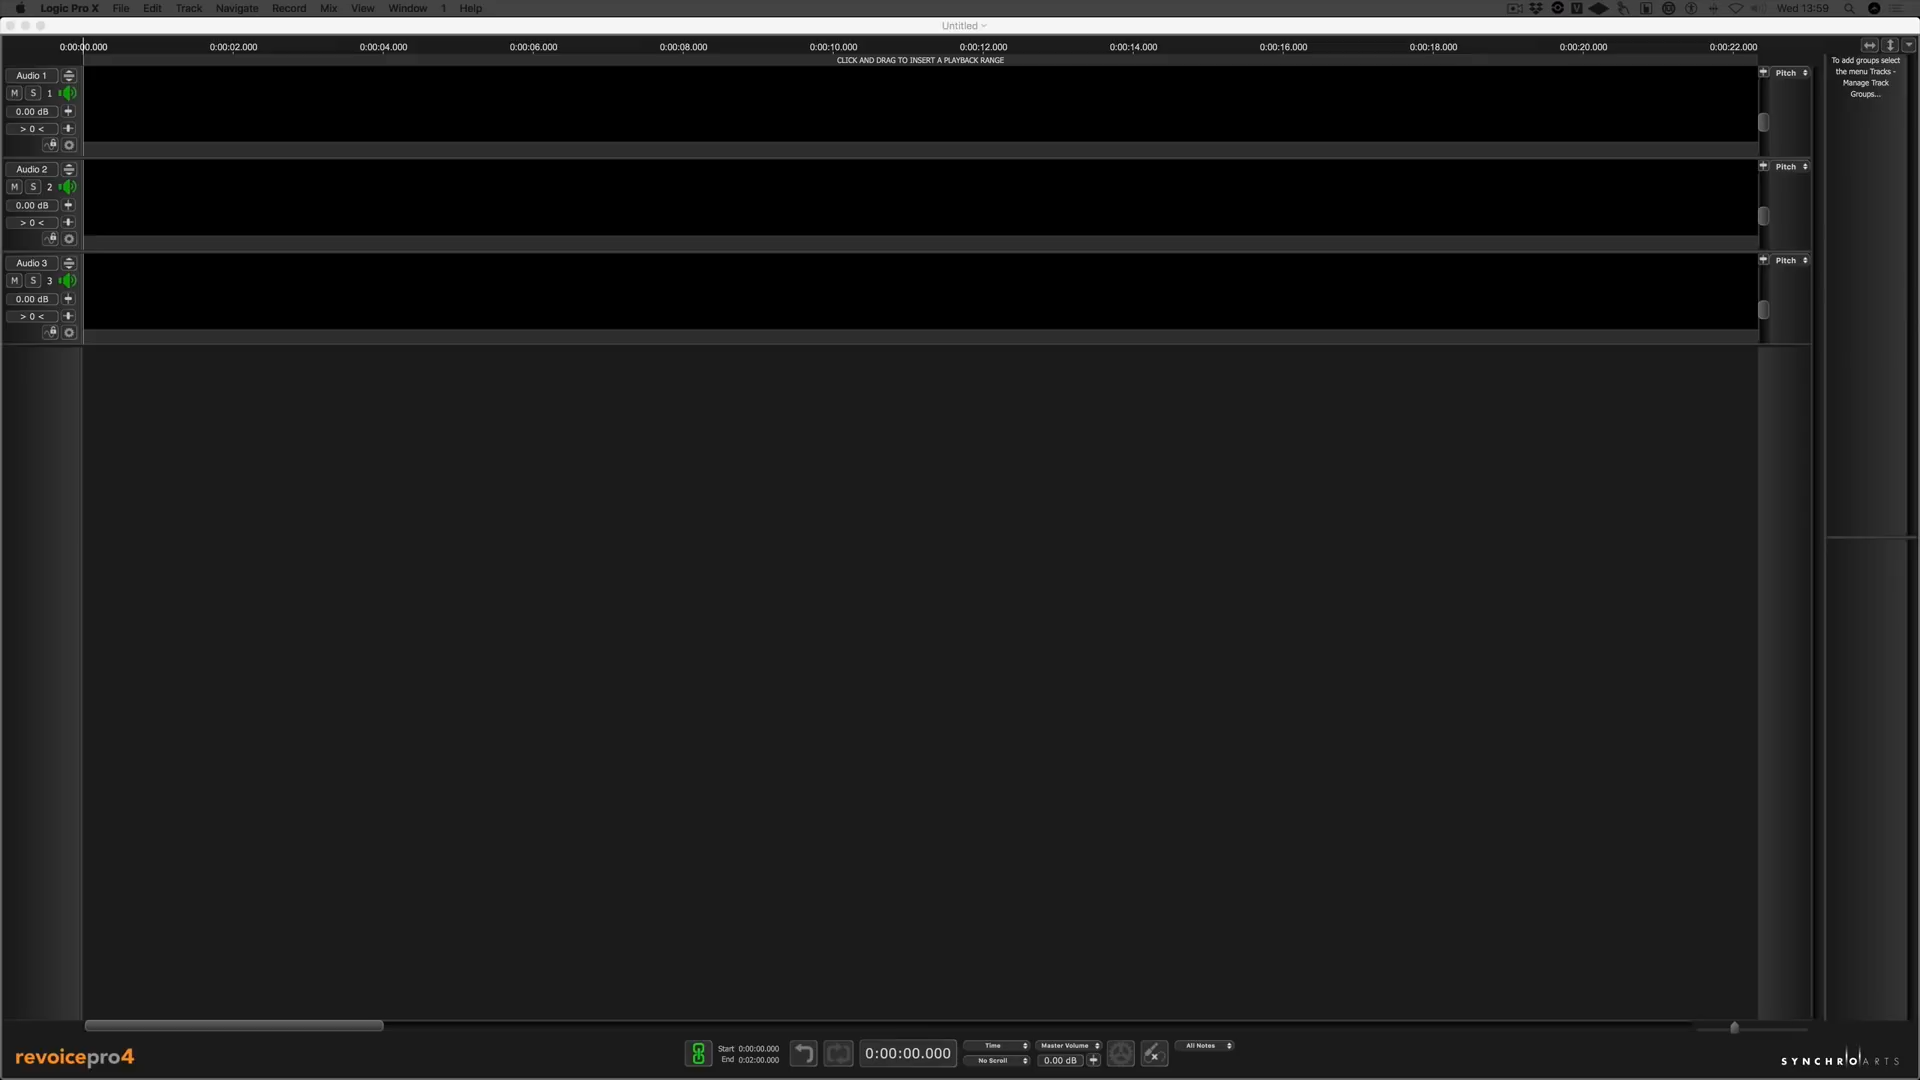 Logic Pro X File Edit Track Navigate Record Mix View Window 1 Help Wed 13:59
Untitled
0:00:00.000 0:00:02.000 0:00:04.000 0:00:06.000 0:00:08.000 0:00:10.000 0:00:12.000 0:00:14.000 0:00:16.000 0:00:18.000 0:00:20.000 0:00:22.000
CLICK AND DRAG TO INSERT A PLAYBACK RANGE
To add groups select
the menu Tracks -
Manage Track
Groups...
Audio 1 Pitch
M S 1
0.00 dB
> 0 <
Audio 2 Pitch
M S 2
0.00 dB
> 0 <
Audio 3 Pitch
M S 3
0.00 dB
> 0 <
revoicepro4
Start 0:00:00.000
End 0:02:00.000
0:00:00.000
Time
No Scroll
Master Volume
0.00 dB
All Notes
SYNCHRO ARTS